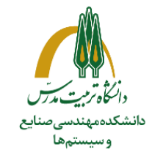 دانشگاه تربیت مدرس
دانشکده مهندسی صنایع
و سیستم‌ها